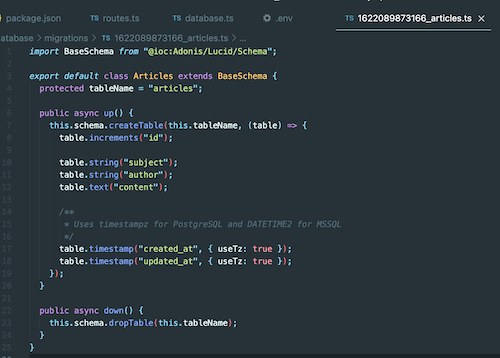 package.json
TS routes.ts
TS database.ts
.env
TS 1622089873166_articles.ts ×
atabase > migrations > TS 1622089873166_articles.ts > ...
1 import BaseSchema from "@ioc:Adonis/Lucid/Schema";
2
3 export default class Articles extends BaseSchema {
4 protected tableName = "articles";
5
6 public async up() {
7 this.schema.createTable(this.tableName, (table) => {
8 table.increments("id");
9
10 table.string("subject");
11 table.string("author");
12 table.text("content");
13
14 /**
15 * Uses timestampz for PostgreSQL and DATETIME2 for MSSQL
16 */
17 table.timestamp("created_at", { useTz: true });
18 table.timestamp("updated_at", { useTz: true });
19 });
20 }
21
22 public async down() {
23 this.schema.dropTable(this.tableName);
24 }
25 }